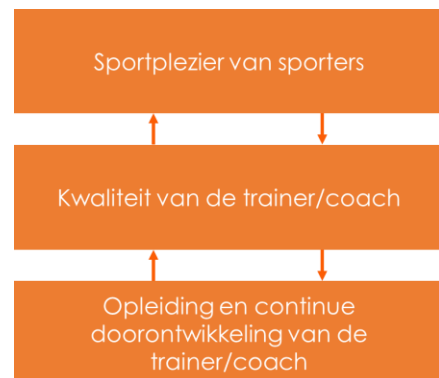 Sportplezier van sporters
Kwaliteit van de trainer/coach
Opleiding en continue
doorontwikkeling van de
trainer/coach